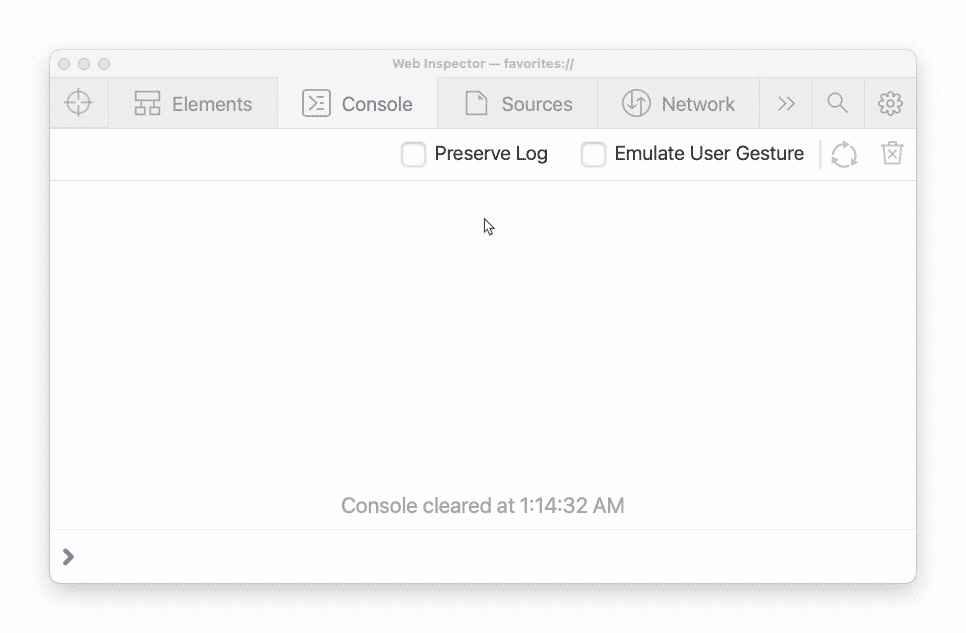 Web Inspector — favorites://
Elements Console Sources Network
Preserve Log Emulate User Gesture
Console cleared at 1:14:32 AM